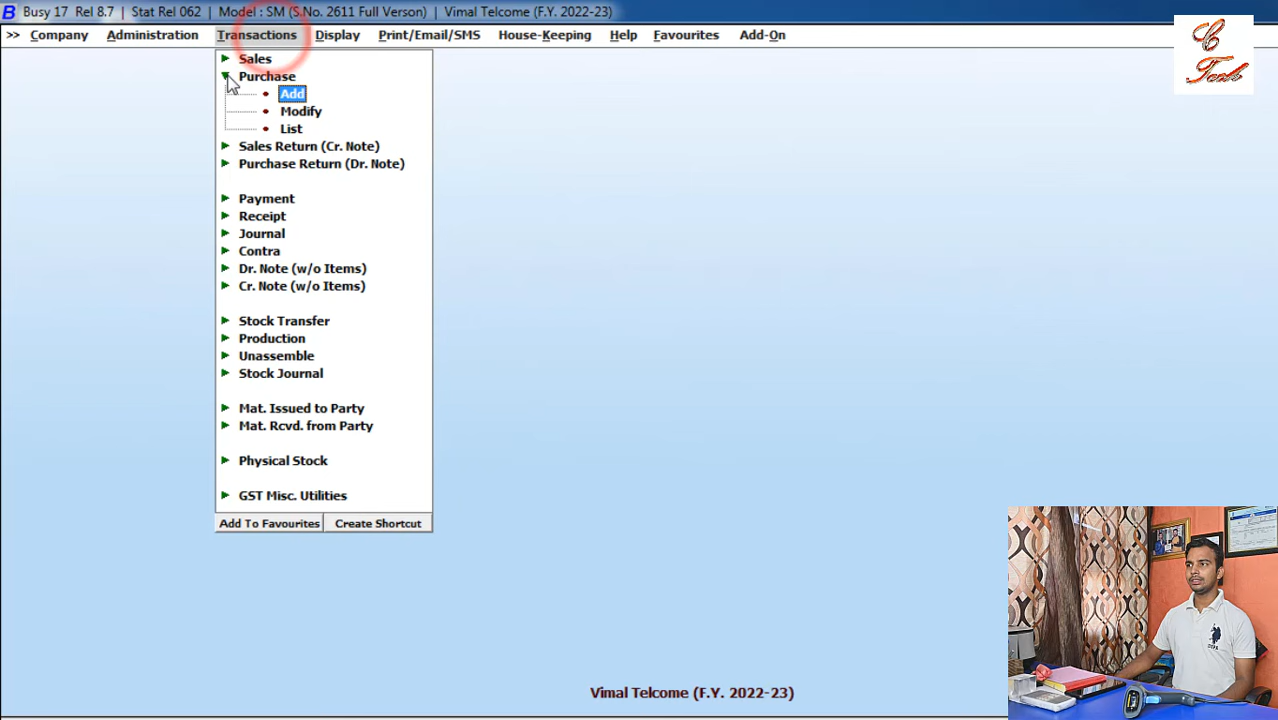 Busy 17 Rel 8.7 | Stat Rel 062 | Model : SM (S.No. 2611 Full Verson) | Vimal Telcome (F.Y. 2022-23)
>> Company Administration Transactions Display Print/Email/SMS House-Keeping Help Favourites Add-On
C
Tech
Sales
Purchase
Add
Modify
List
Sales Return (Cr. Note)
Purchase Return (Dr. Note)
Payment
Receipt
Journal
Contra
Dr. Note (w/o Items)
Cr. Note (w/o Items)
Stock Transfer
Production
Unassemble
Stock Journal
Mat. Issued to Party
Mat. Rcvd. from Party
Physical Stock
GST Misc. Utilities
Add To Favourites Create Shortcut
Vimal Telcome (F.Y. 2022-23)